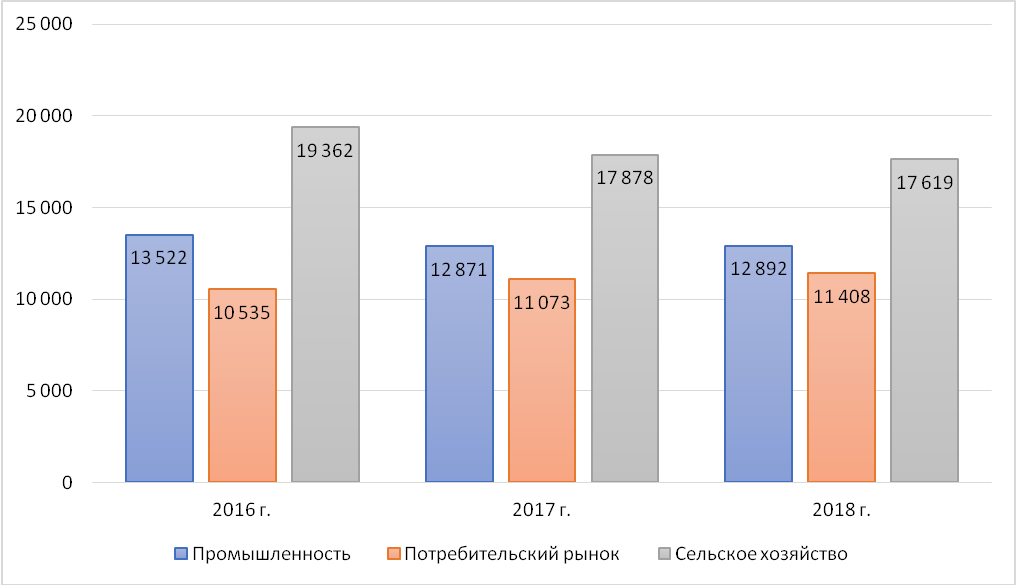 25 000
20 000
15 000
10 000
5 000
0
13 522
10 535
19 362
12 871
11 073
17 878
12 892
11 408
17 619
2016 г.
2017 г.
2018 г.
Промышленность
Потребительский рынок
Сельское хозяйство